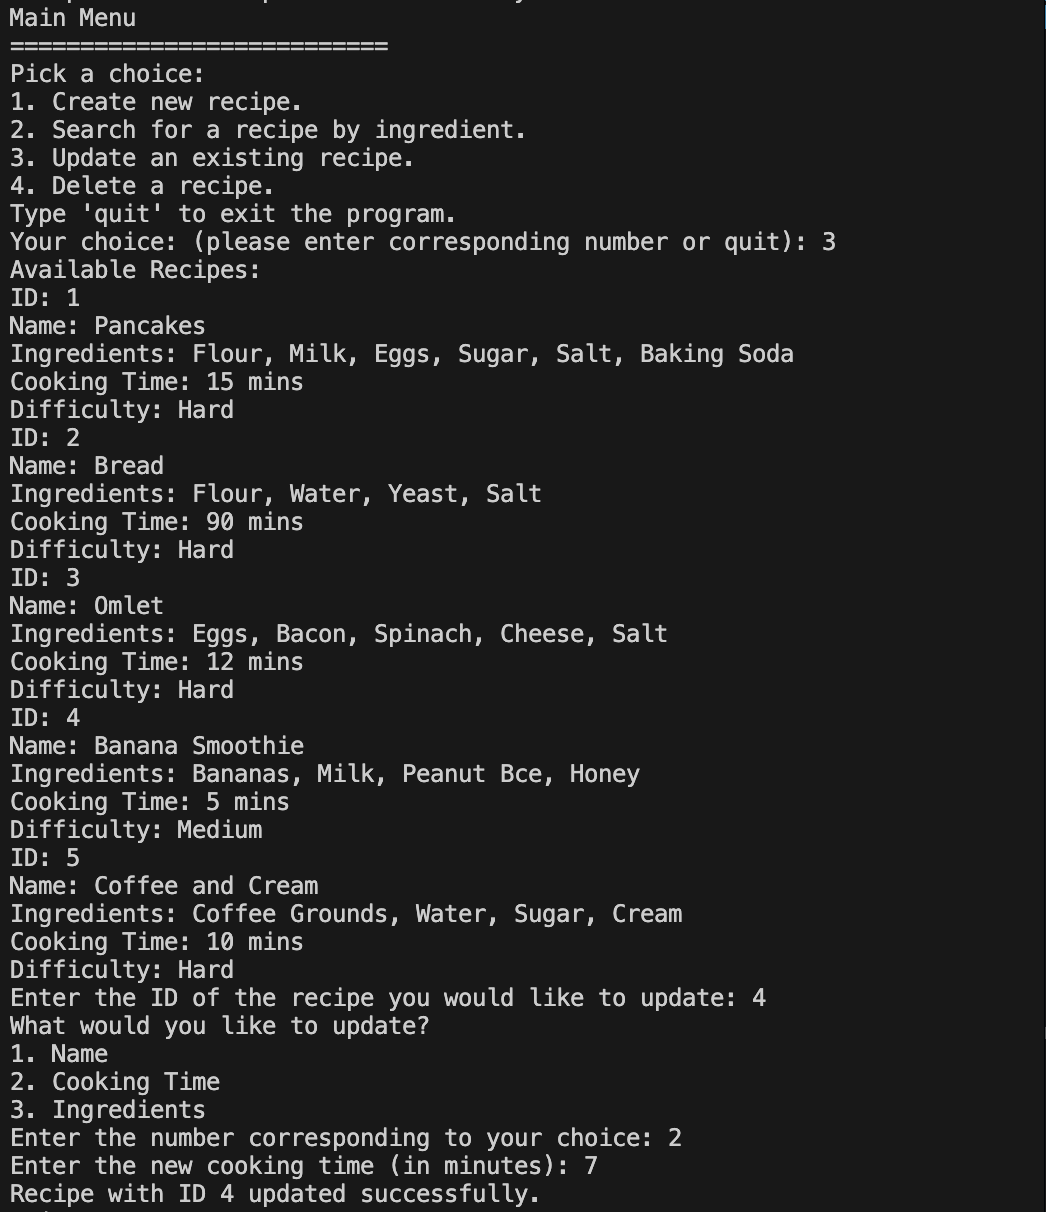 Main Menu
===========================
Pick a choice:
1. Create new recipe.
2. Search for a recipe by ingredient.
3. Update an existing recipe.
4. Delete a recipe.
Type 'quit' to exit the program.
Your choice: (please enter corresponding number or quit): 3
Available Recipes:
ID: 1
Name: Pancakes
Ingredients: Flour, Milk, Eggs, Sugar, Salt, Baking Soda
Cooking Time: 15 mins
Difficulty: Hard
ID: 2
Name: Bread
Ingredients: Flour, Water, Yeast, Salt
Cooking Time: 90 mins
Difficulty: Hard
ID: 3
Name: Omlet
Ingredients: Eggs, Bacon, Spinach, Cheese, Salt
Cooking Time: 12 mins
Difficulty: Hard
ID: 4
Name: Banana Smoothie
Ingredients: Bananas, Milk, Peanut Bce, Honey
Cooking Time: 5 mins
Difficulty: Medium
ID: 5
Name: Coffee and Cream
Ingredients: Coffee Grounds, Water, Sugar, Cream
Cooking Time: 10 mins
Difficulty: Hard
Enter the ID of the recipe you would like to update: 4
What would you like to update?
1. Name
2. Cooking Time
3. Ingredients
Enter the number corresponding to your choice: 2
Enter the new cooking time (in minutes): 7
Recipe with ID 4 updated successfully.